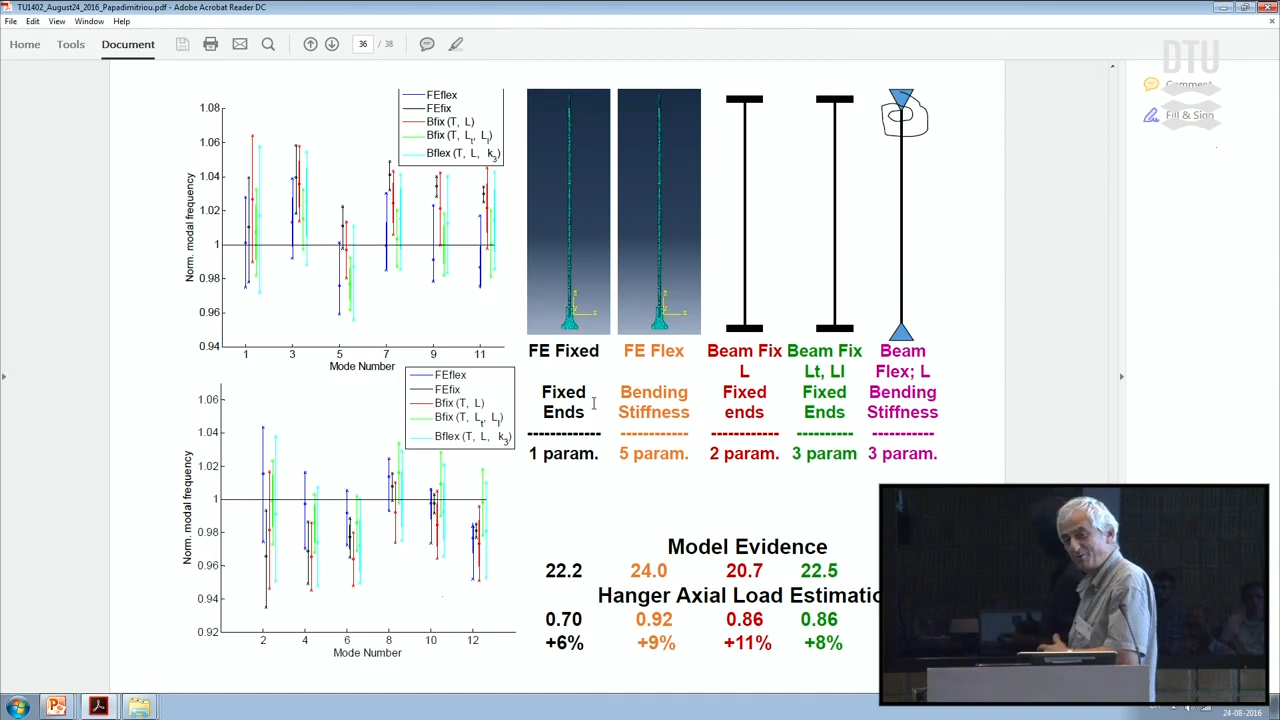 TU1402_August24_2016_Papadimitriou.pdf - Adobe Acrobat Reader DC
File Edit View Window Help
Home Tools Document 36 / 38
DTU
Comment
Fill & Sign
FEflex
FEfix
Bfix (T, L)
Bfix (T, Lt, Ll)
Bflex (T, L, k3)
Norm. modal frequency
1.08
1.06
1.04
1.02
1
0.98
0.96
0.94
1 3 5 7 9 11
Mode Number
FEflex
FEfix
Bfix (T, L)
Bfix (T, Lt, Ll)
Bflex (T, L, k3)
Norm. modal frequency
1.06
1.04
1.02
1
0.98
0.96
0.94
0.92
2 4 6 8 10 12
Mode Number
FE Fixed FE Flex Beam Fix Beam Fix Beam
L Lt, Ll Flex; L
Fixed Bending Fixed Fixed Bending
Ends Stiffness ends Ends Stiffness
------------ ----------- ----------- ---------- -----------
1 param. 5 param. 2 param. 3 param 3 param.
Model Evidence
22.2 24.0 20.7 22.5
Hanger Axial Load Estimatio
0.70 0.92 0.86 0.86
+6% +9% +11% +8%
24-08-2016